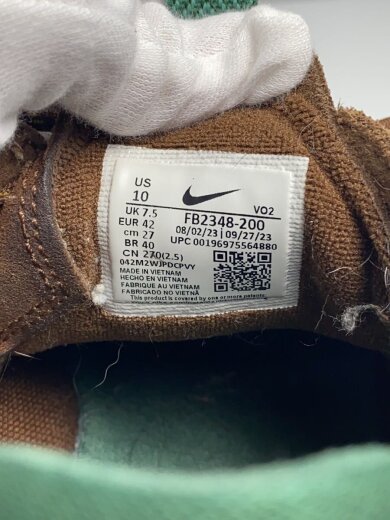 US
10
UK 7.5
EUR 42
cm 27
BR 40
CN 270(2.5)
VO2
FB2348-200
08/02/23 | 09/27/23
UPC 00196975564880
042M2WJPDCPVY
MADE IN VIETNAM
HECHO EN VIETNAM
FABRIQUE AU VIETNAM
FABRICADO NO VIETNÃ
This product is covered by one or more patents